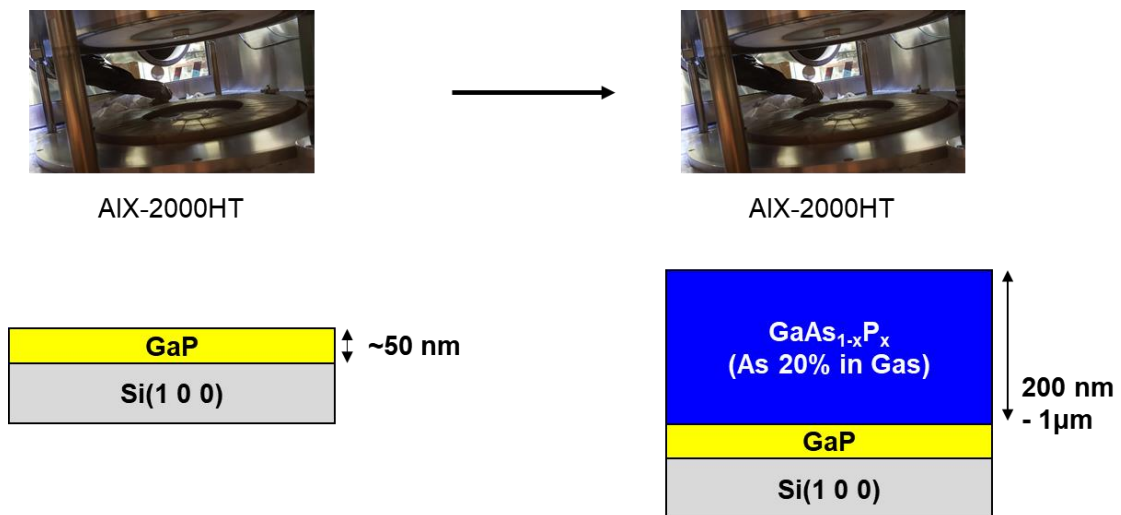 AIX-2000HT
AIX-2000HT
GaP
~50 nm
Si(1 0 0)
GaAs₁₋ₓPₓ
(As 20% in Gas)
200 nm
- 1µm
GaP
Si(1 0 0)